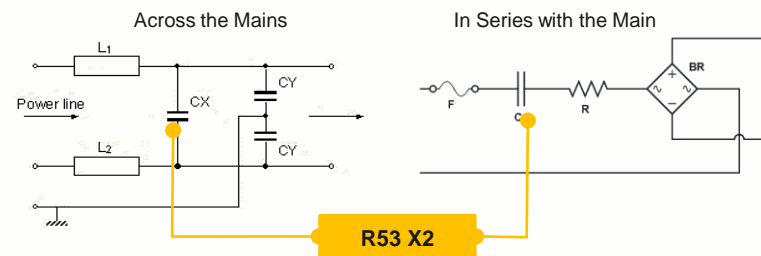 Across the Mains
In Series with the Main
L1
CX
CY
Power line
CY
L2
F
R
BR
R53 X2